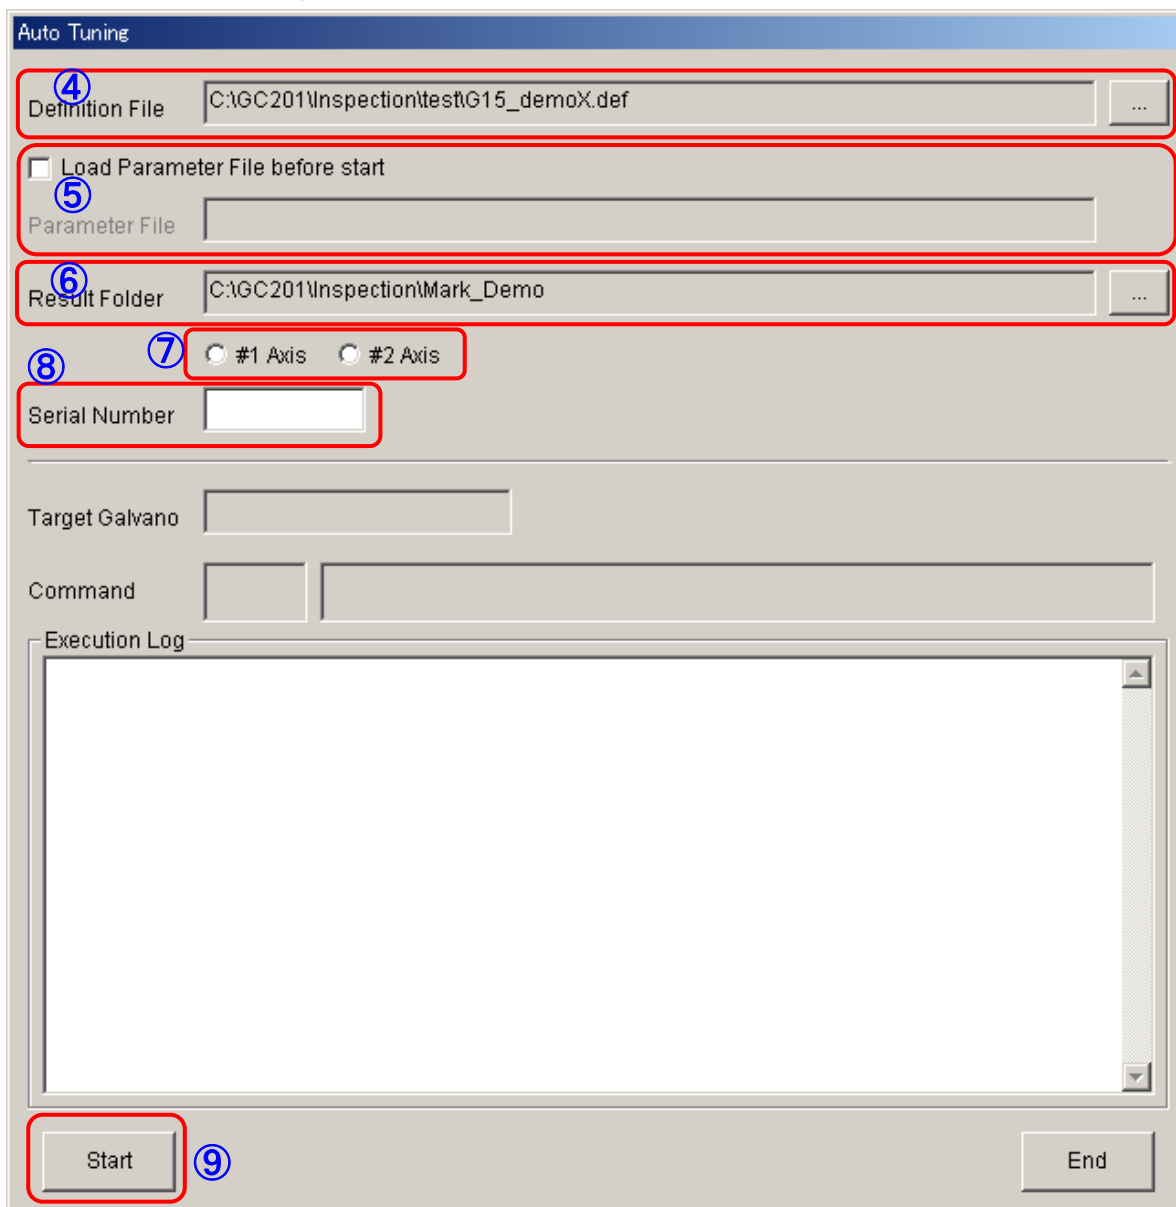 Auto Tuning
④
Definition File C:\GC201\Inspection\test\G15_demoX.def ...
Load Parameter File before start
⑤
Parameter File
⑥
Result Folder C:\GC201\Inspection\Mark_Demo ...
⑦ #1 Axis #2 Axis
⑧
Serial Number
Target Galvano
Command
Execution Log
Start ⑨ End